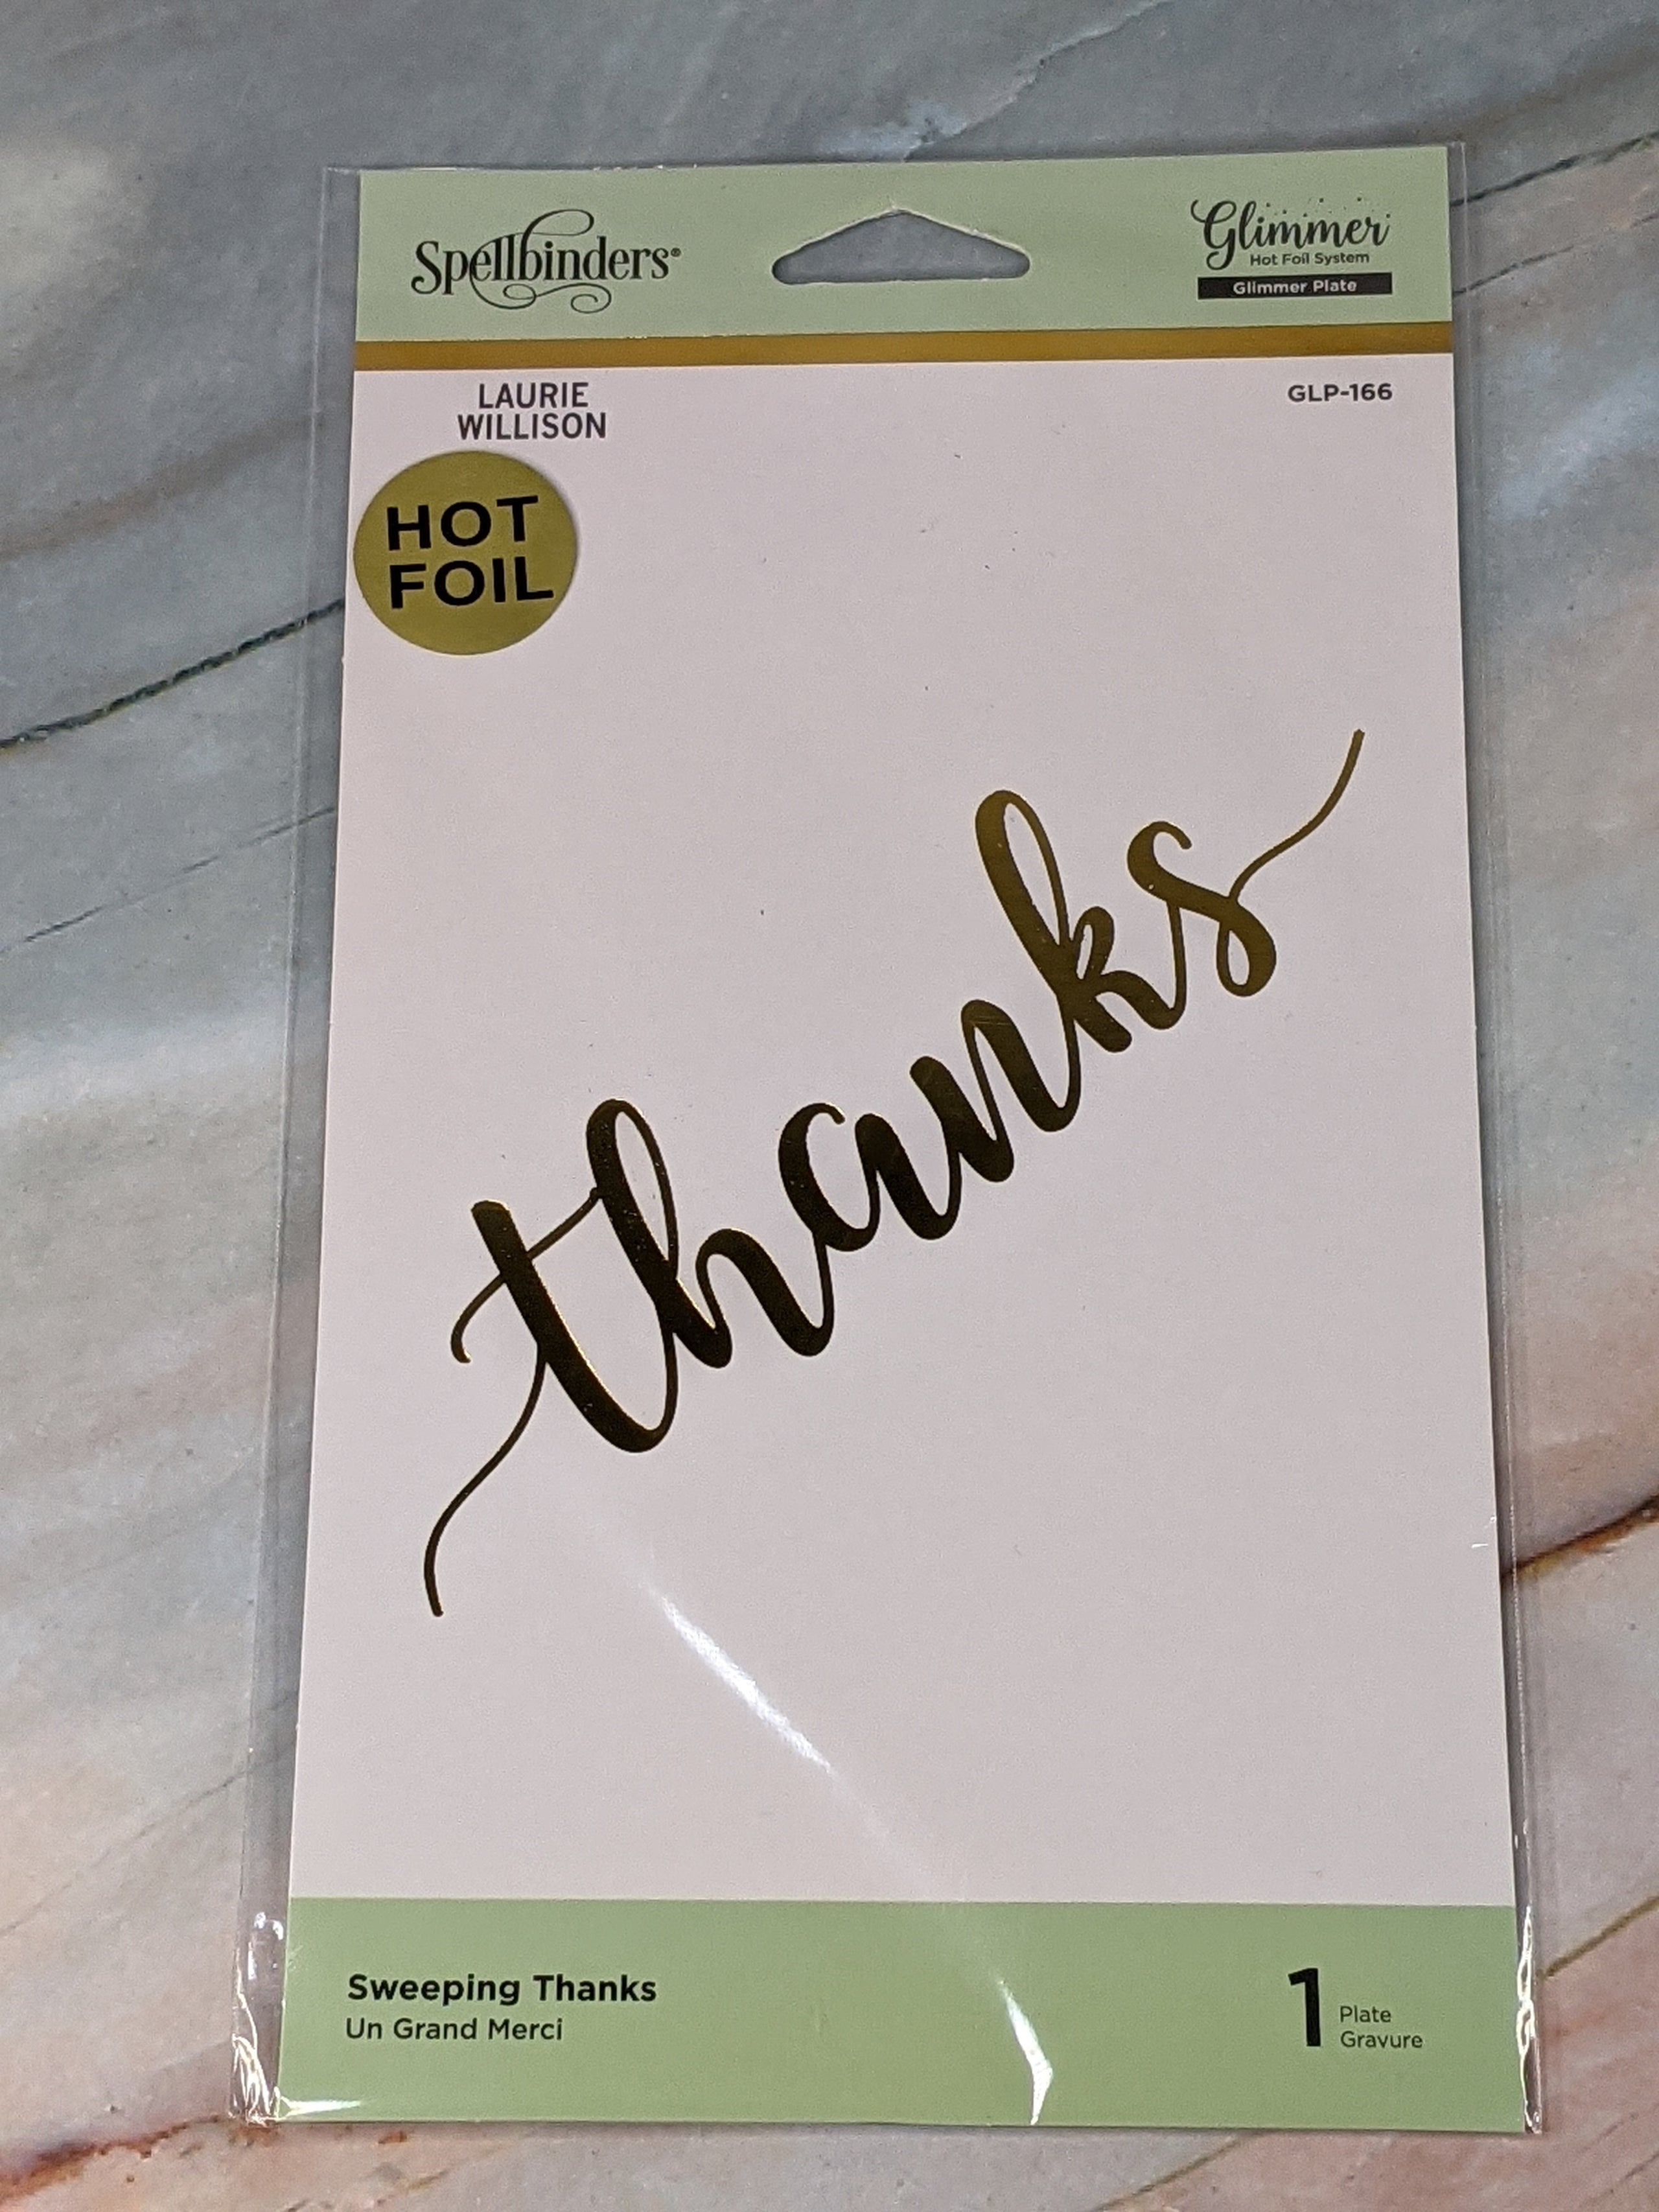 Spellbinders®
Glimmer
Hot Foil System
Glimmer Plate
LAURIE
WILLISON
GLP-166
HOT
FOIL
thanks
Sweeping Thanks
Un Grand Merci
1 Plate
Gravure